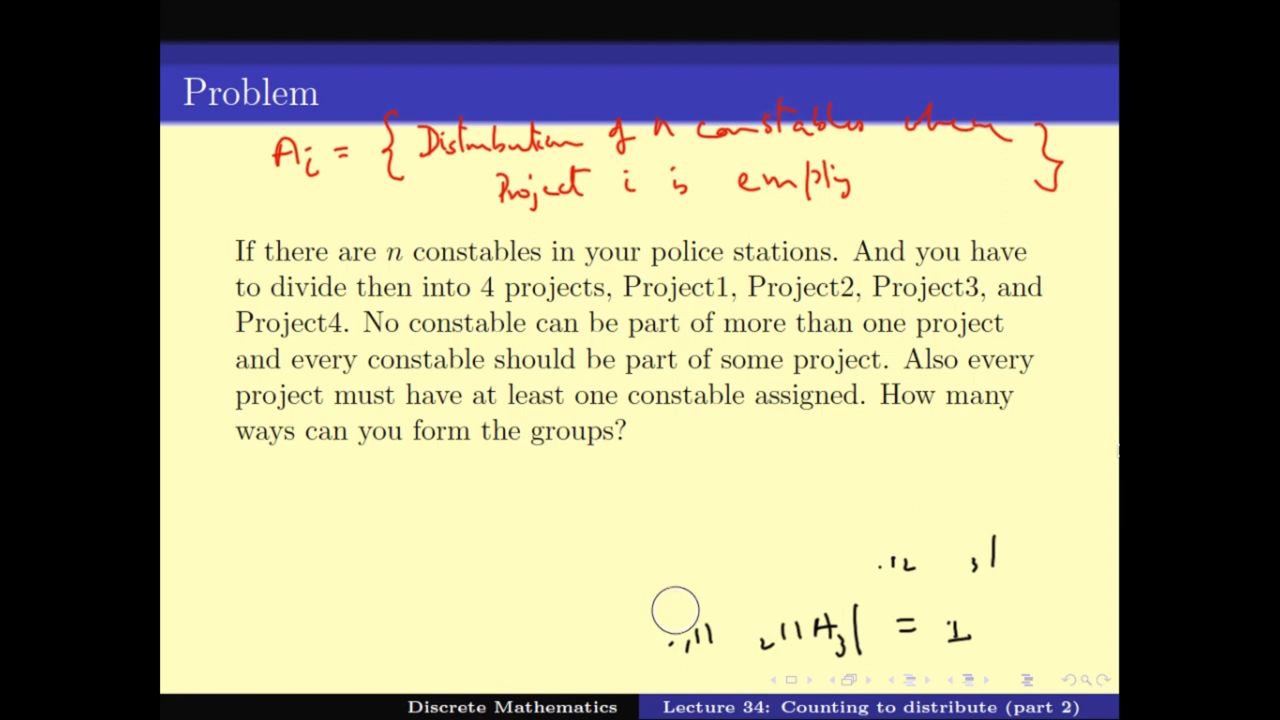 Problem
A_i = { Distribution of n constables when
Project i is empty }
If there are n constables in your police stations. And you have
to divide then into 4 projects, Project1, Project2, Project3, and
Project4. No constable can be part of more than one project
and every constable should be part of some project. Also every
project must have at least one constable assigned. How many
ways can you form the groups?
A_3| = 1
Discrete Mathematics
Lecture 34: Counting to distribute (part 2)